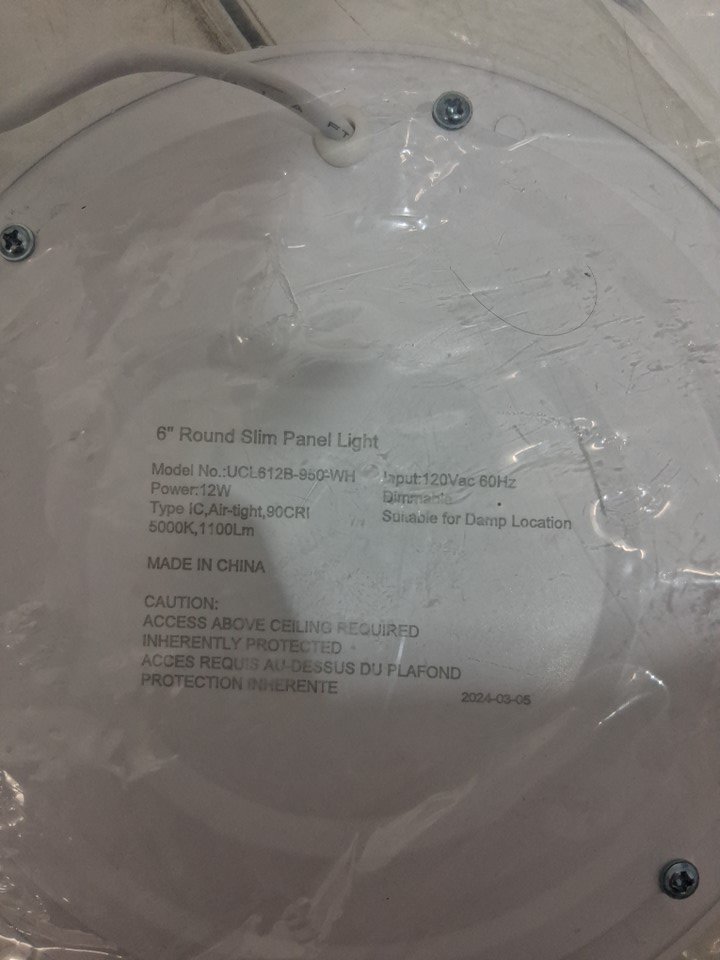 FT
6" Round Slim Panel Light
Model No.:UCL612B-950-WH Input:120Vac 60Hz
Power:12W Dimmable
Type IC,Air-tight,90CRI Suitable for Damp Location
5000K,1100Lm
MADE IN CHINA
CAUTION:
ACCESS ABOVE CEILING REQUIRED
INHERENTLY PROTECTED
ACCES REQUIS AU-DESSUS DU PLAFOND
PROTECTION INHERENTE
2024-03-05